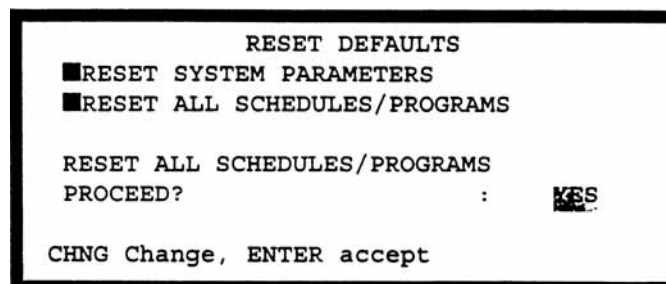 RESET DEFAULTS
■RESET SYSTEM PARAMETERS
■RESET ALL SCHEDULES/PROGRAMS
RESET ALL SCHEDULES/PROGRAMS
PROCEED? : YES
CHNG Change, ENTER accept